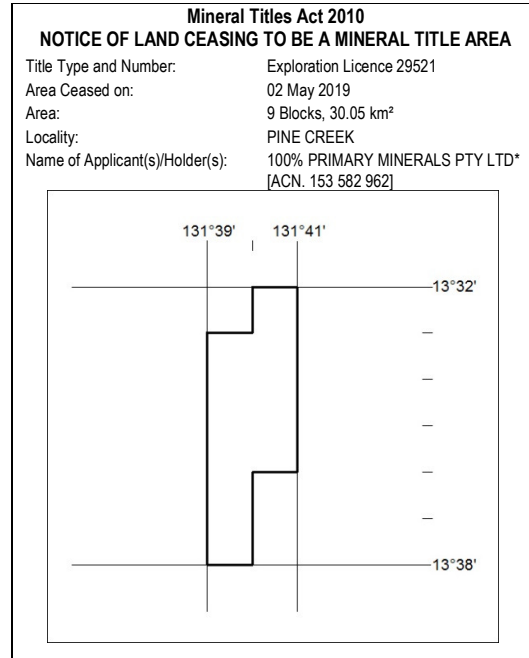 Mineral Titles Act 2010
NOTICE OF LAND CEASING TO BE A MINERAL TITLE AREA
Title Type and Number: Exploration Licence 29521
Area Ceased on: 02 May 2019
Area: 9 Blocks, 30.05 km²
Locality: PINE CREEK
Name of Applicant(s)/Holder(s): 100% PRIMARY MINERALS PTY LTD*
[ACN. 153 582 962]
131°39' 131°41'
13°32'
13°38'